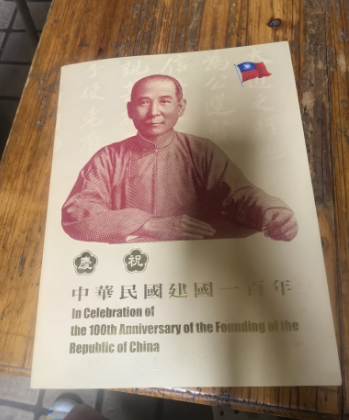 慶 祝
中華民國建國一百年
In Celebration of
the 100th Anniversary of the Founding of the
Republic of China